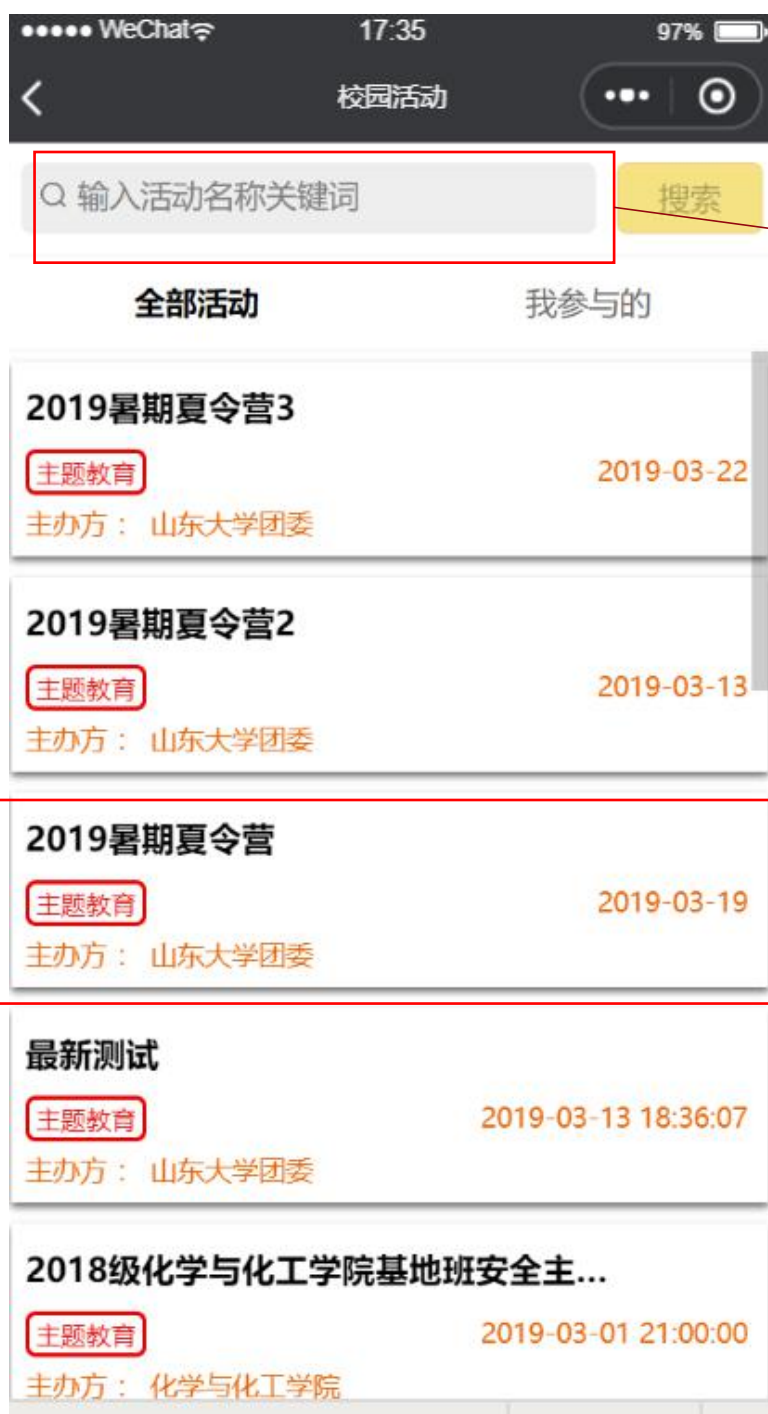 WeChat 17:35 97%
校园活动
输入活动名称关键词 搜索
全部活动 我参与的
2019暑期夏令营3
主题教育 2019-03-22
主办方： 山东大学团委
2019暑期夏令营2
主题教育 2019-03-13
主办方： 山东大学团委
2019暑期夏令营
主题教育 2019-03-19
主办方： 山东大学团委
最新测试
主题教育 2019-03-13 18:36:07
主办方： 山东大学团委
2018级化学与化工学院基地班安全主...
主题教育 2019-03-01 21:00:00
主办方： 化学与化工学院